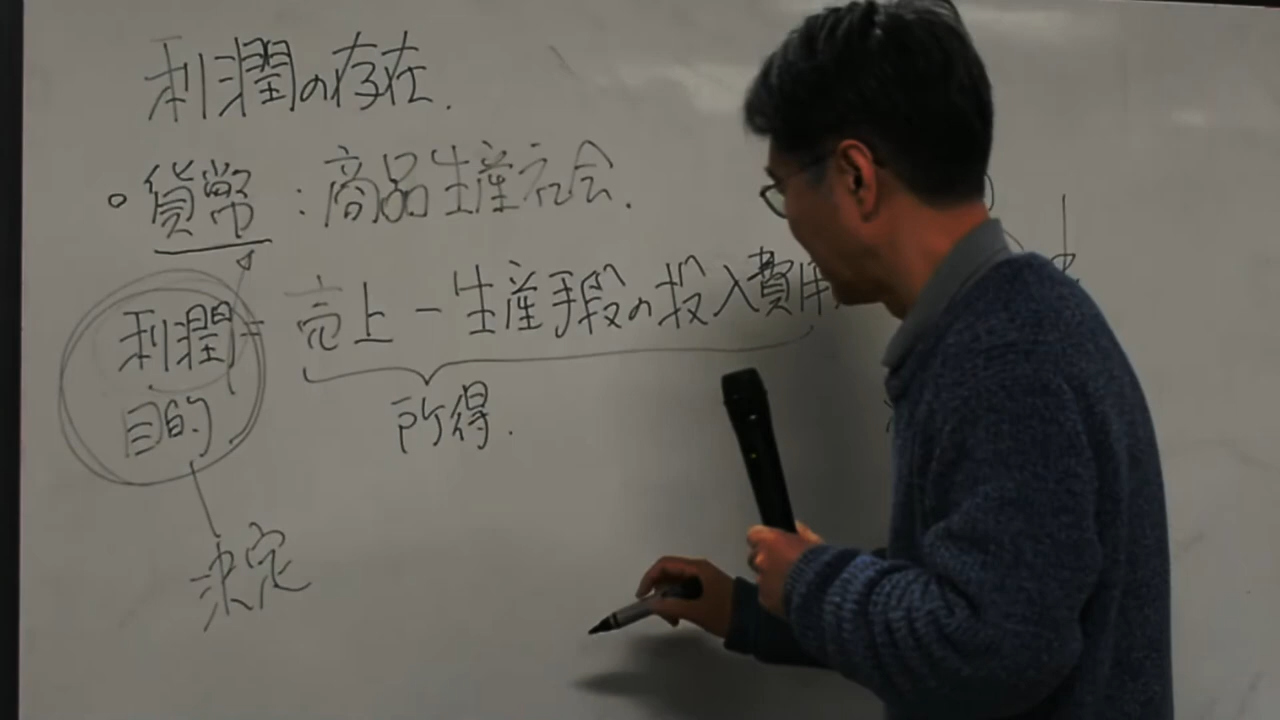 利潤の存在.
◦貨幣:商品生産社会.
利潤=売上-生産手段の投入費用
目的 所得.
決定